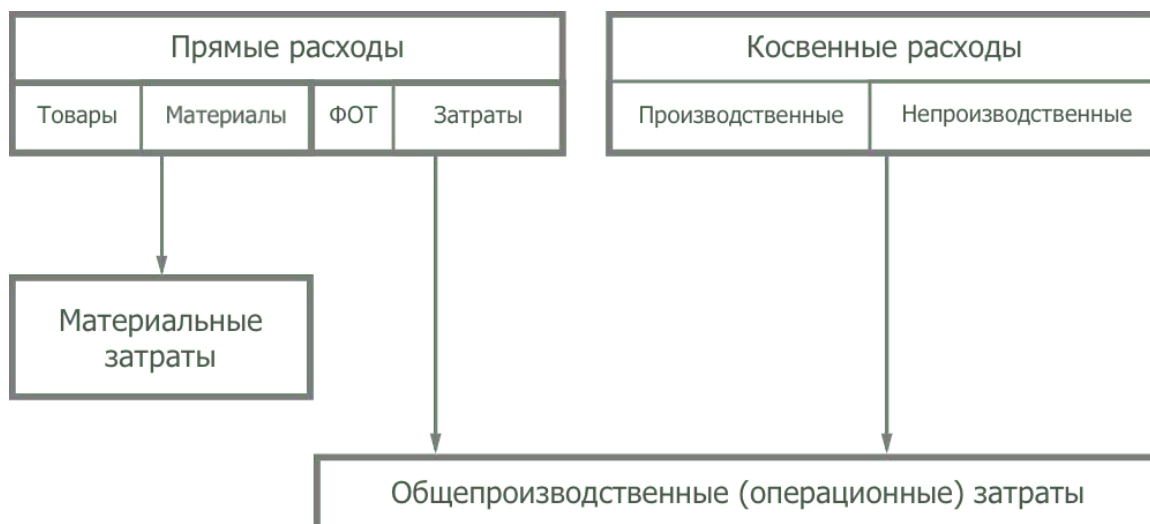 Прямые расходы
Косвенные расходы
Товары
Материалы
ФОТ
Затраты
Производственные
Непроизводственные
Материальные
затраты
Общепроизводственные (операционные) затраты